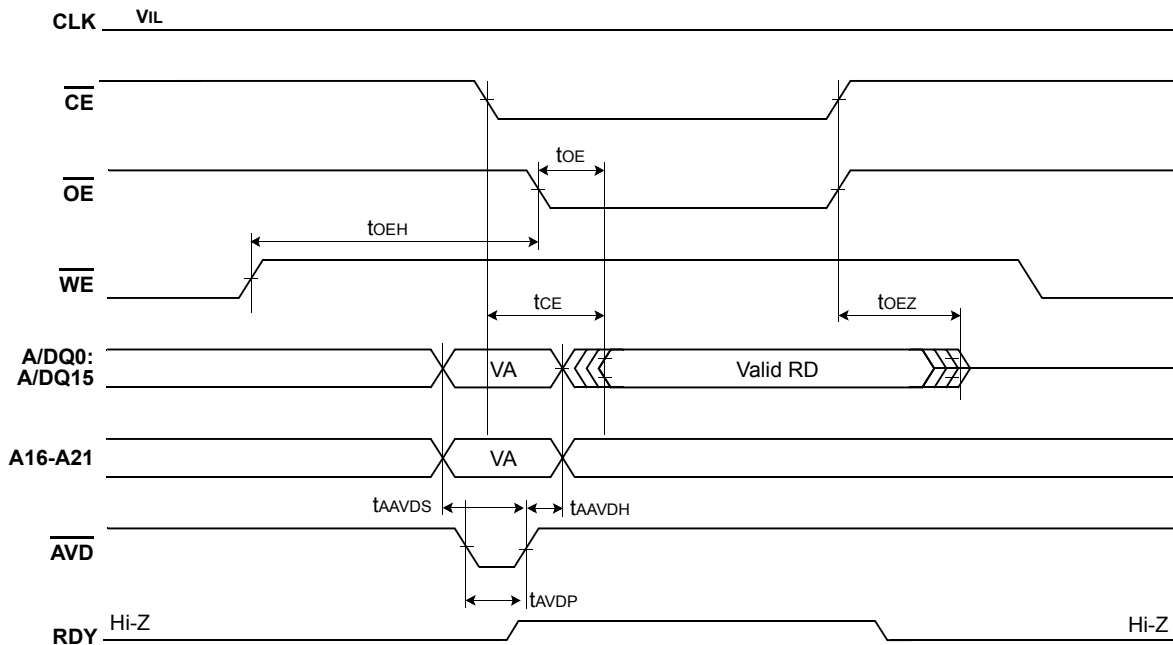 CLK VIL
CE
tOE
OE
tOEH
WE
tCE
tOEZ
A/DQ0:
A/DQ15
VA
Valid RD
A16-A21
VA
tAAVDS
tAAVDH
AVD
tAVDP
RDY Hi-Z
Hi-Z